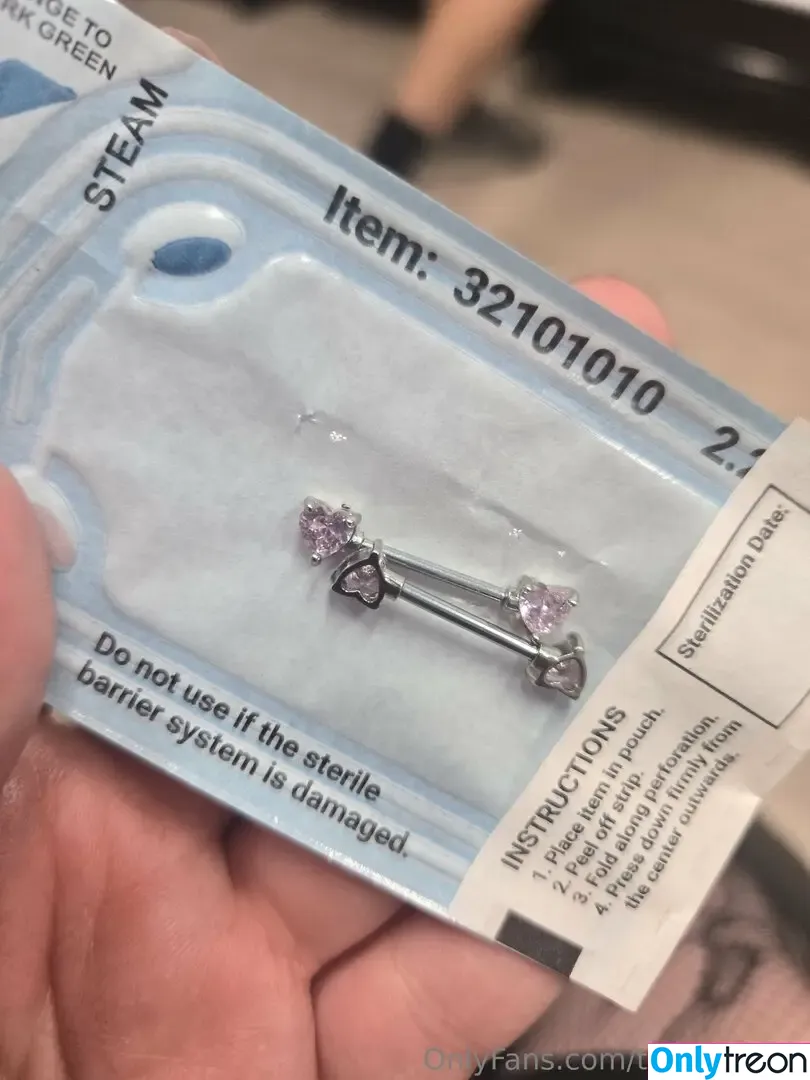 NGE TO
RK GREEN
STEAM
Item: 32101010
2.2
Do not use if the sterile
barrier system is damaged.
Sterilization Date:
INSTRUCTIONS
1. Place item in pouch.
2. Peel off strip.
3. Fold along perforation.
4. Press down firmly from
the center outwards.
OnlyFans.com/
Onlytreon